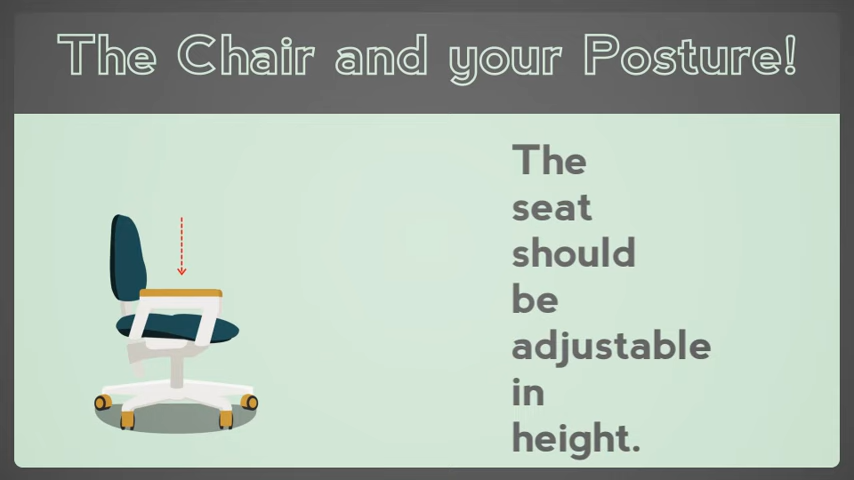 The Chair and your Posture!
The
seat
should
be
adjustable
in
height.